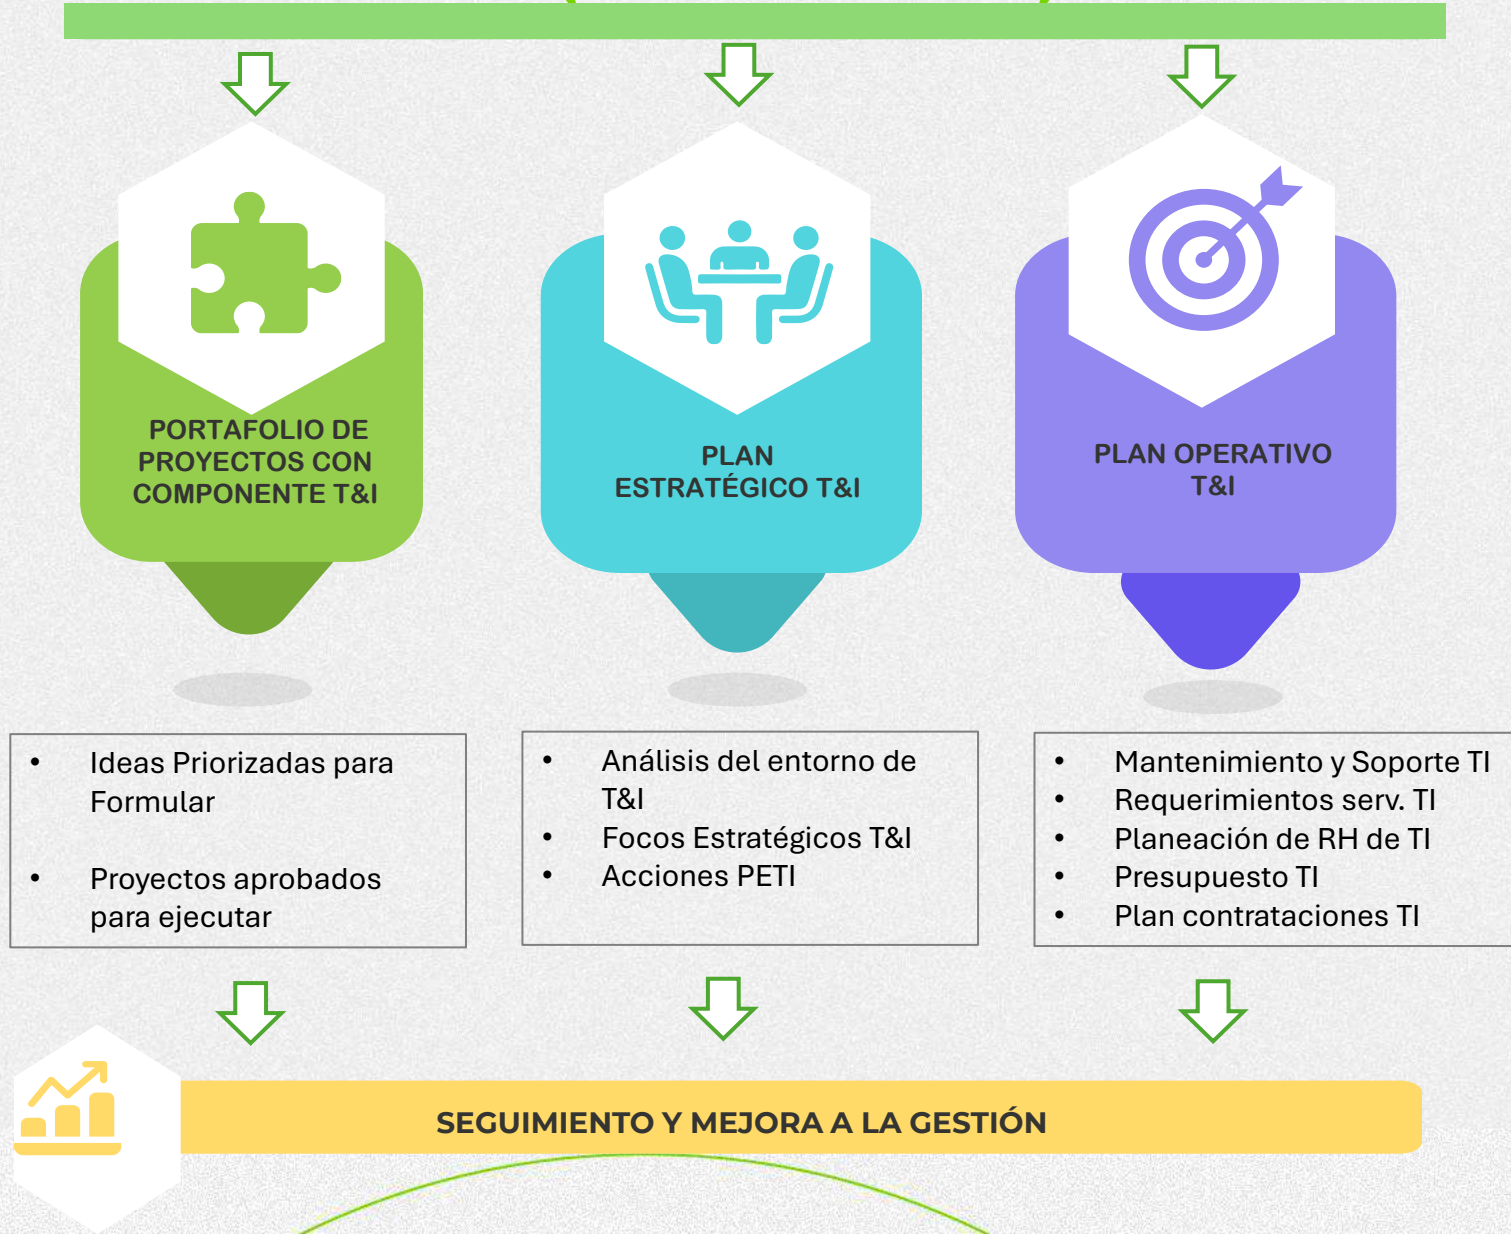 PORTAFOLIO DE
PROYECTOS CON
COMPONENTE T&I
PLAN
ESTRATÉGICO T&I
PLAN OPERATIVO
T&I
• Ideas Priorizadas para
Formular
• Proyectos aprobados
para ejecutar
• Análisis del entorno de
T&I
• Focos Estratégicos T&I
• Acciones PETI
• Mantenimiento y Soporte TI
• Requerimientos serv. TI
• Planeación de RH de TI
• Presupuesto TI
• Plan contrataciones TI
SEGUIMIENTO Y MEJORA A LA GESTIÓN